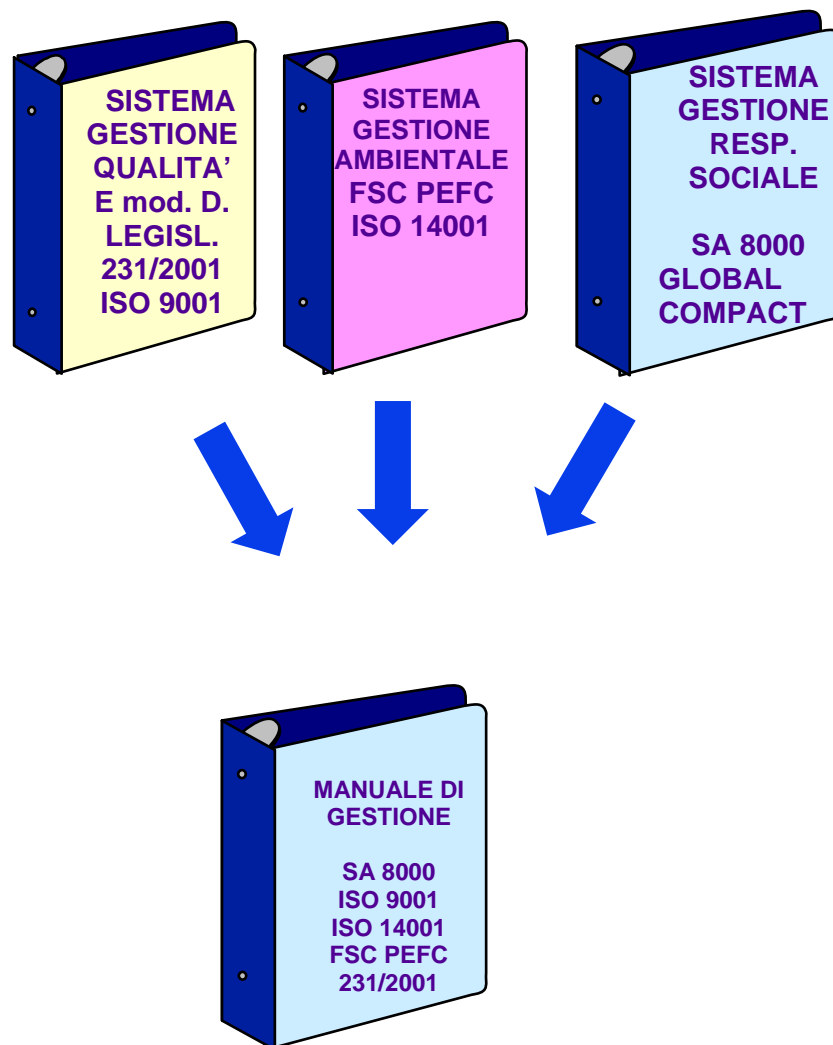 SISTEMA
GESTIONE
QUALITA’
E mod. D.
LEGISL.
231/2001
ISO 9001
SISTEMA
GESTIONE
AMBIENTALE
FSC PEFC
ISO 14001
SISTEMA
GESTIONE
RESP.
SOCIALE
SA 8000
GLOBAL
COMPACT
MANUALE DI
GESTIONE
SA 8000
ISO 9001
ISO 14001
FSC PEFC
231/2001